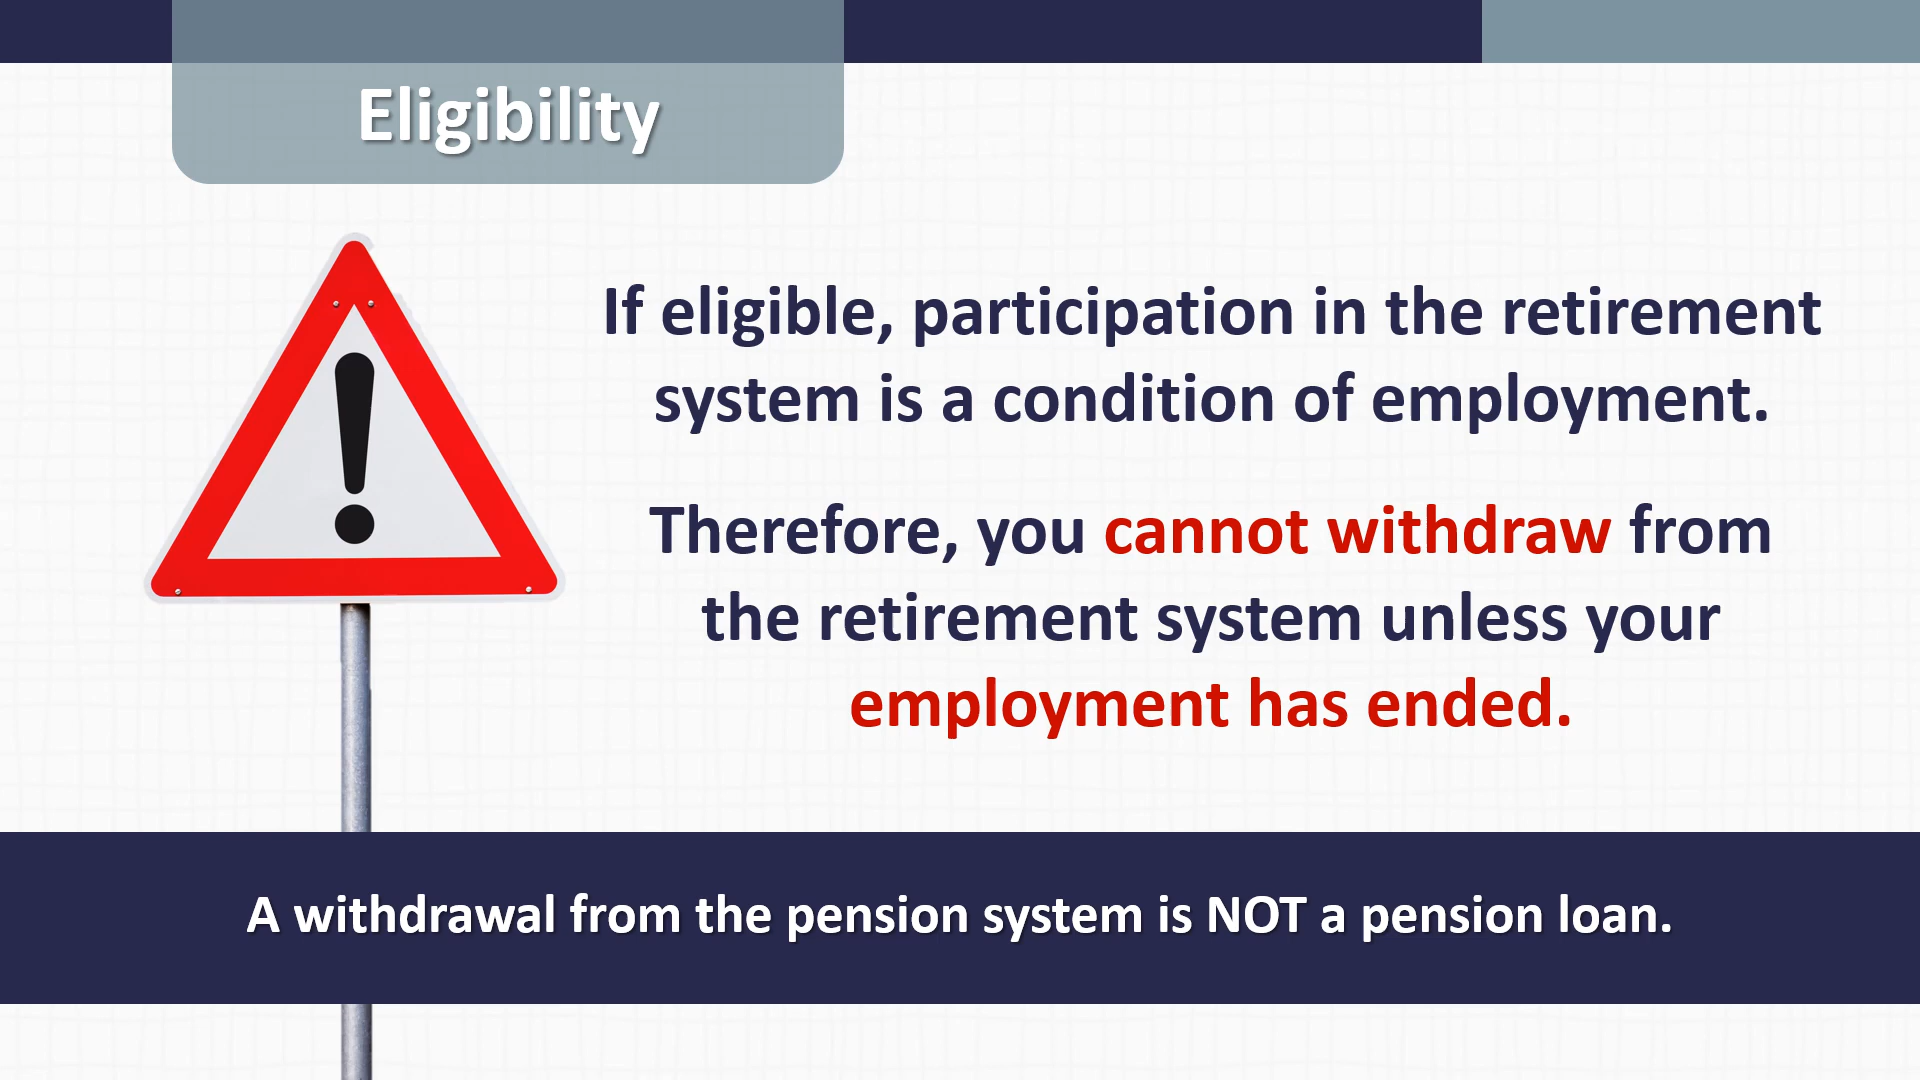 Eligibility
If eligible, participation in the retirement
system is a condition of employment.
Therefore, you cannot withdraw from
the retirement system unless your
employment has ended.
A withdrawal from the pension system is NOT a pension loan.